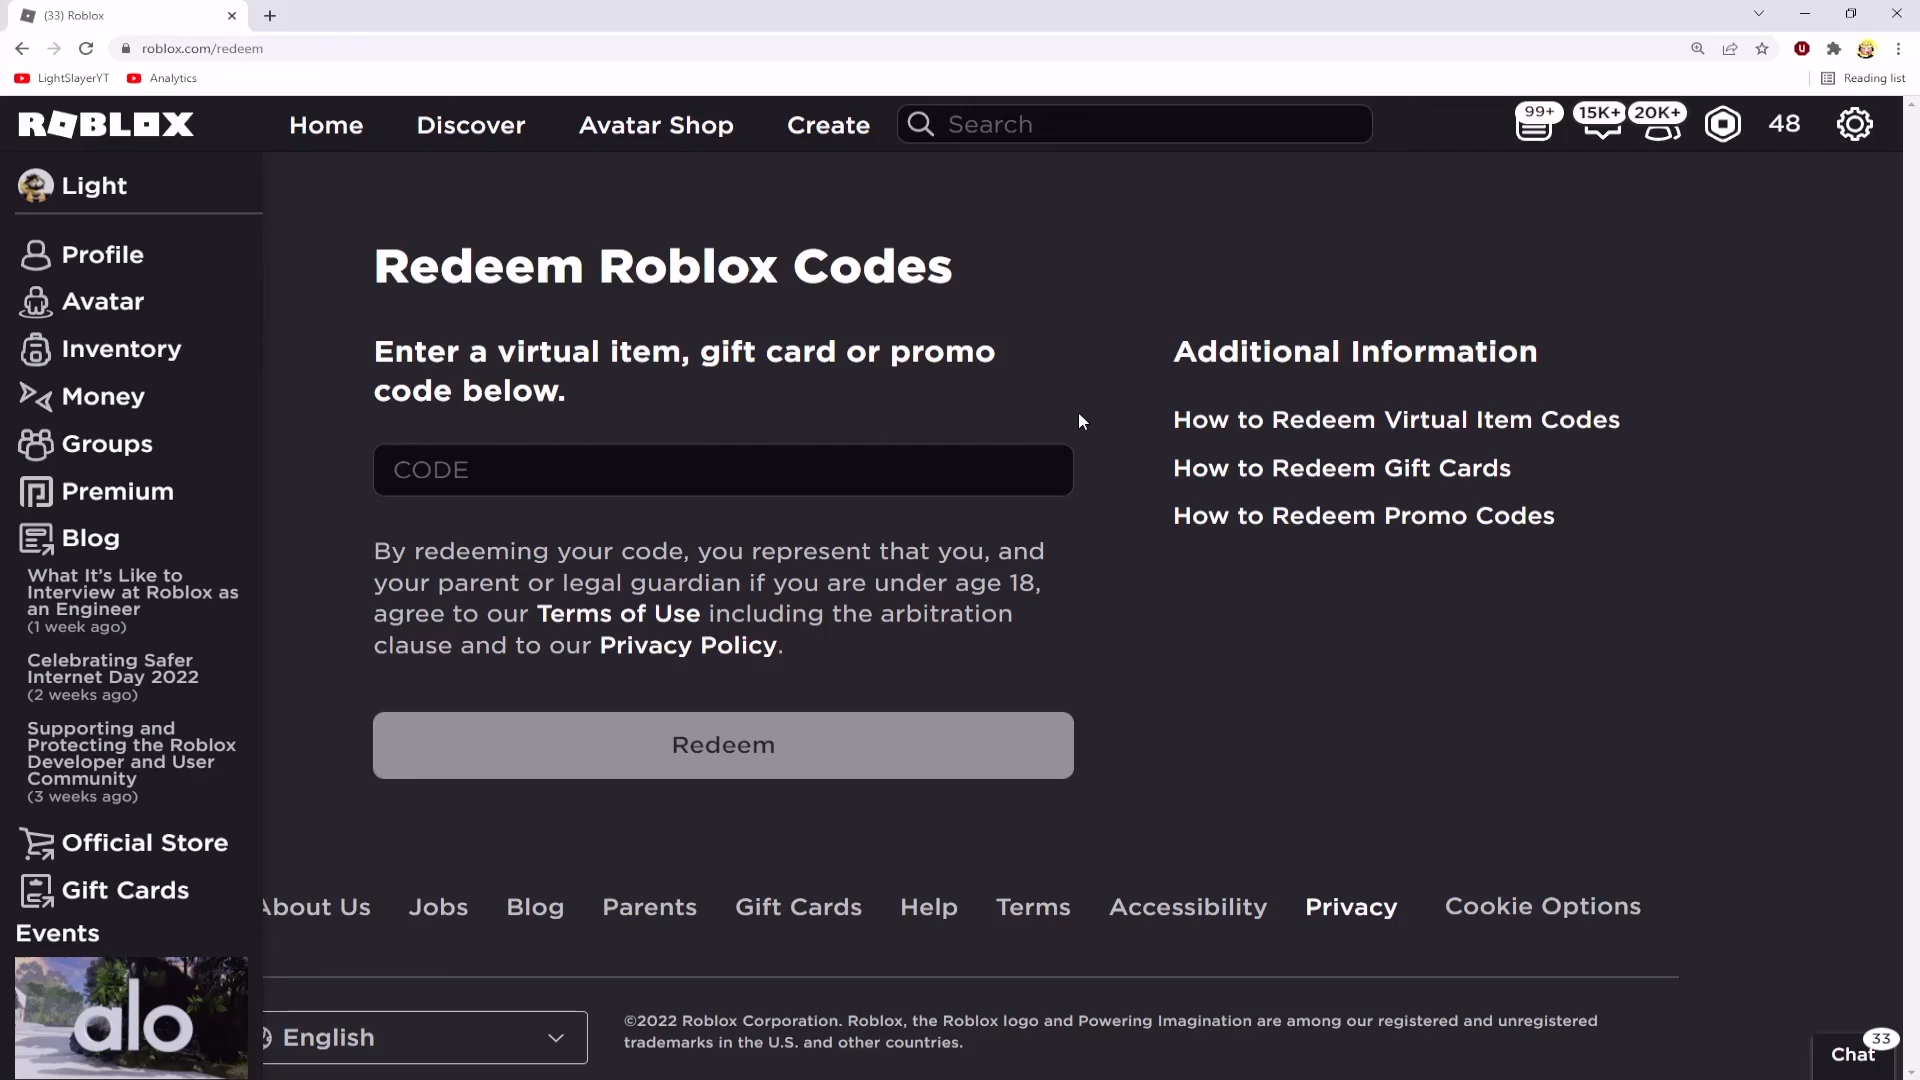 (33) Roblox
roblox.com/redeem
LightSlayerYT
Analytics
Reading list
ROBLOX
Home
Discover
Avatar Shop
Create
Search
99+
15K+
20K+
48
Light
Profile
Avatar
Inventory
Money
Groups
Premium
Blog
What It's Like to
Interview at Roblox as
an Engineer
(1 week ago)
Celebrating Safer
Internet Day 2022
(2 weeks ago)
Supporting and
Protecting the Roblox
Developer and User
Community
(3 weeks ago)
Official Store
Gift Cards
Events
alo
Redeem Roblox Codes
Enter a virtual item, gift card or promo
code below.
CODE
By redeeming your code, you represent that you, and
your parent or legal guardian if you are under age 18,
agree to our Terms of Use including the arbitration
clause and to our Privacy Policy.
Redeem
Additional Information
How to Redeem Virtual Item Codes
How to Redeem Gift Cards
How to Redeem Promo Codes
About Us
Jobs
Blog
Parents
Gift Cards
Help
Terms
Accessibility
Privacy
Cookie Options
English
©2022 Roblox Corporation. Roblox, the Roblox logo and Powering Imagination are among our registered and unregistered
trademarks in the U.S. and other countries.
Chat
33